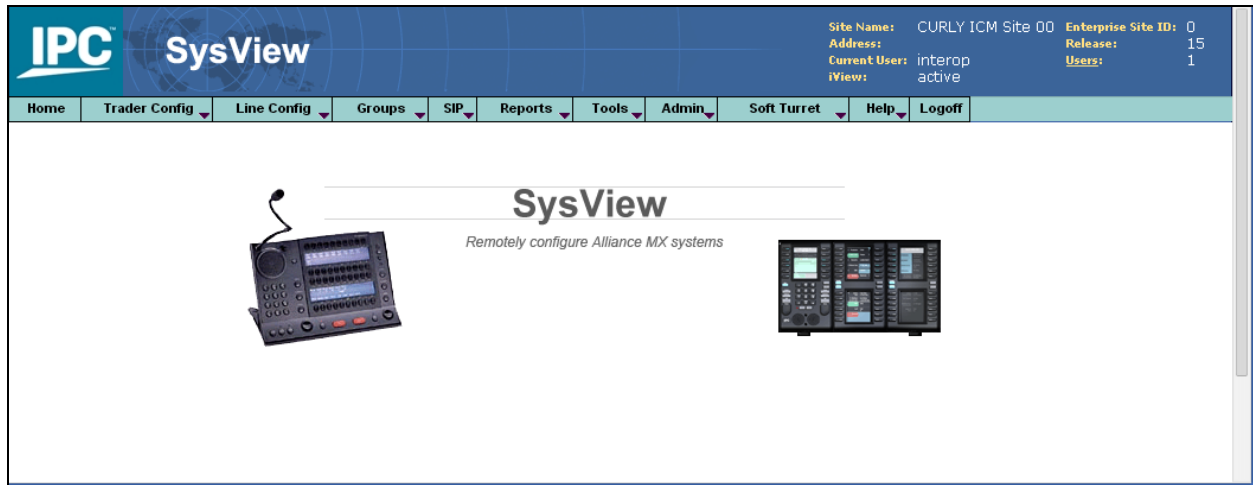 IPC SysView
Site Name: CURLY ICM Site 00 Enterprise Site ID: 0
Address: Release: 15
Current User: interop Users: 1
iView: active
Home Trader Config Line Config Groups SIP Reports Tools Admin Soft Turret Help Logoff
SysView
Remotely configure Alliance MX systems